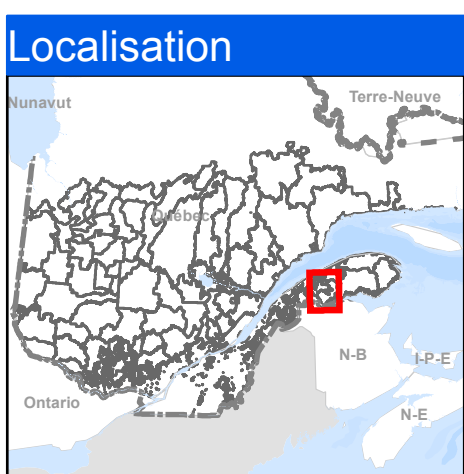 Localisation
Nunavut
Terre-Neuve
Québec
N-B
I-P-E
Ontario
N-E